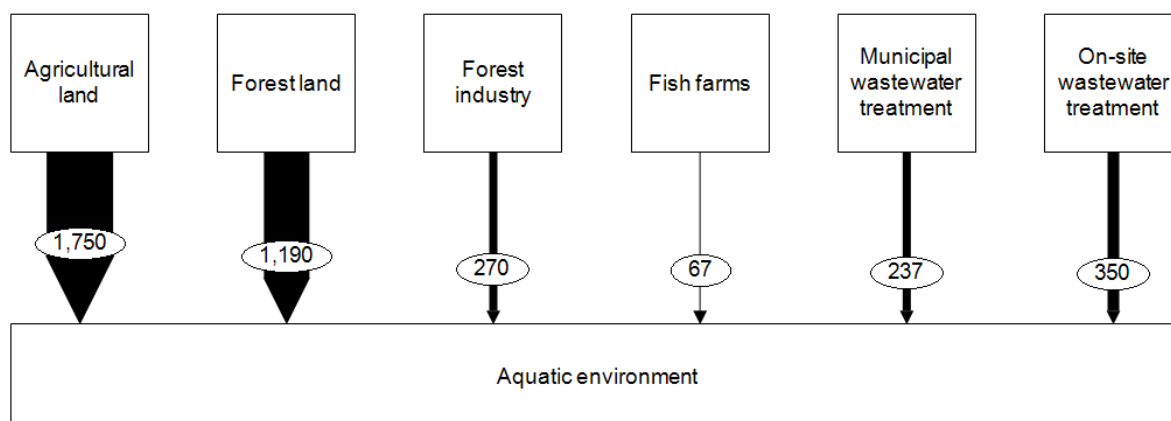 Agricultural
land
Forest land
Forest
industry
Fish farms
Municipal
wastewater
treatment
On-site
wastewater
treatment
1,750
1,190
270
67
237
350
Aquatic environment